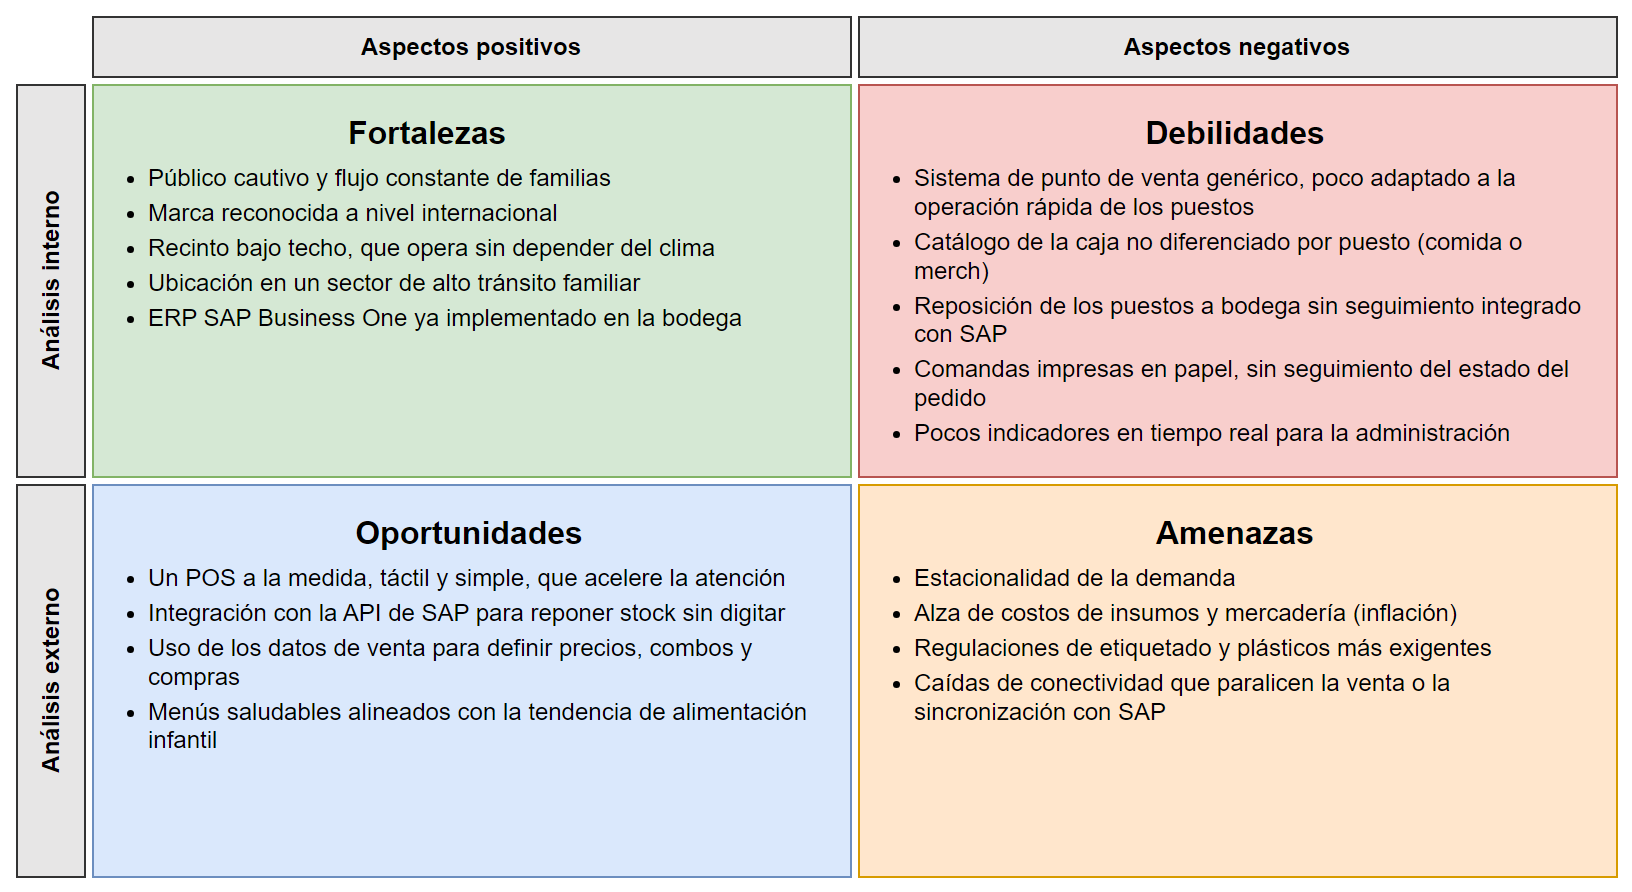 Aspectos positivos
Aspectos negativos
Análisis interno
Fortalezas
• Público cautivo y flujo constante de familias
• Marca reconocida a nivel internacional
• Recinto bajo techo, que opera sin depender del clima
• Ubicación en un sector de alto tránsito familiar
• ERP SAP Business One ya implementado en la bodega
Debilidades
• Sistema de punto de venta genérico, poco adaptado a la
operación rápida de los puestos
• Catálogo de la caja no diferenciado por puesto (comida o
merch)
• Reposición de los puestos a bodega sin seguimiento integrado
con SAP
• Comandas impresas en papel, sin seguimiento del estado del
pedido
• Pocos indicadores en tiempo real para la administración
Análisis externo
Oportunidades
• Un POS a la medida, táctil y simple, que acelere la atención
• Integración con la API de SAP para reponer stock sin digitar
• Uso de los datos de venta para definir precios, combos y
compras
• Menús saludables alineados con la tendencia de alimentación
infantil
Amenazas
• Estacionalidad de la demanda
• Alza de costos de insumos y mercadería (inflación)
• Regulaciones de etiquetado y plásticos más exigentes
• Caídas de conectividad que paralicen la venta o la
sincronización con SAP